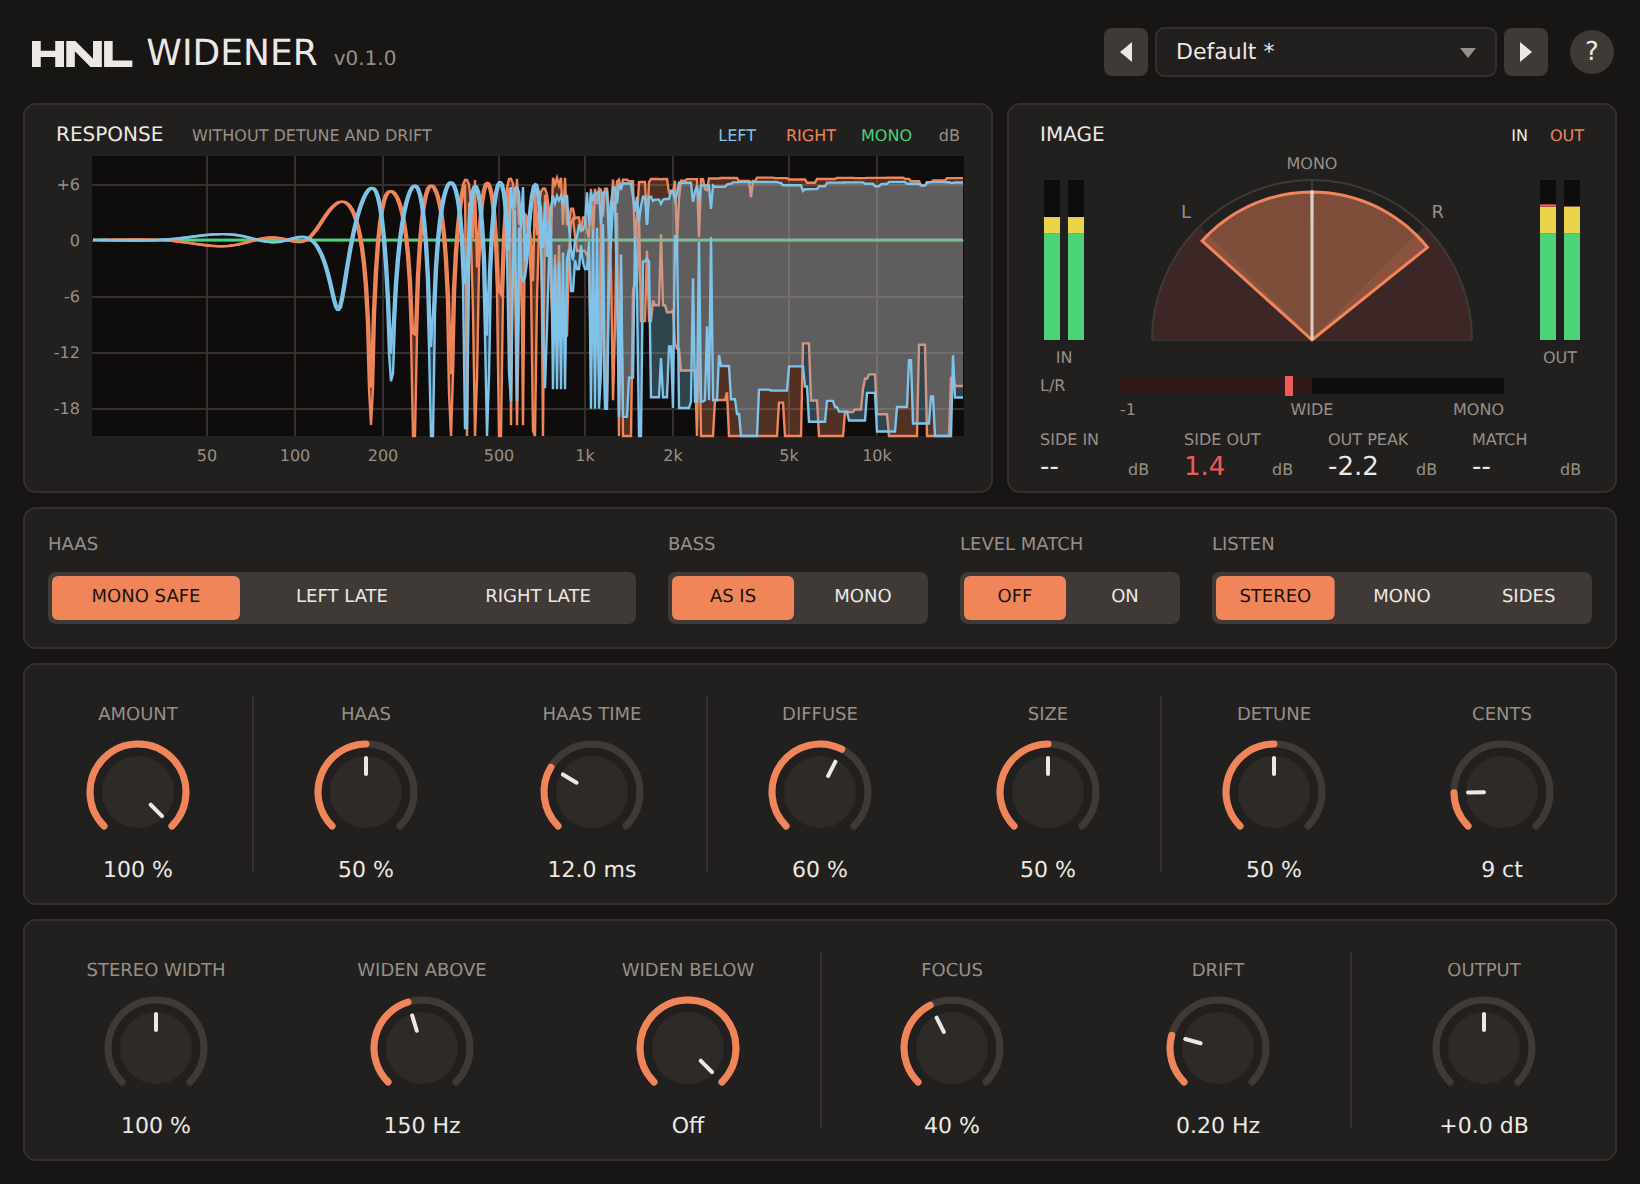 HNL WIDENER v0.1.0
Default *
?
RESPONSE WITHOUT DETUNE AND DRIFT LEFT RIGHT MONO dB
+6
0
-6
-12
-18
50 100 200 500 1k 2k 5k 10k
IMAGE IN OUT
MONO
L R
IN OUT
L/R
-1 WIDE MONO
SIDE IN SIDE OUT OUT PEAK MATCH
-- dB 1.4 dB -2.2 dB -- dB
HAAS BASS LEVEL MATCH LISTEN
MONO SAFE LEFT LATE RIGHT LATE AS IS MONO OFF ON STEREO MONO SIDES
AMOUNT HAAS HAAS TIME DIFFUSE SIZE DETUNE CENTS
100 % 50 % 12.0 ms 60 % 50 % 50 % 9 ct
STEREO WIDTH WIDEN ABOVE WIDEN BELOW FOCUS DRIFT OUTPUT
100 % 150 Hz Off 40 % 0.20 Hz +0.0 dB